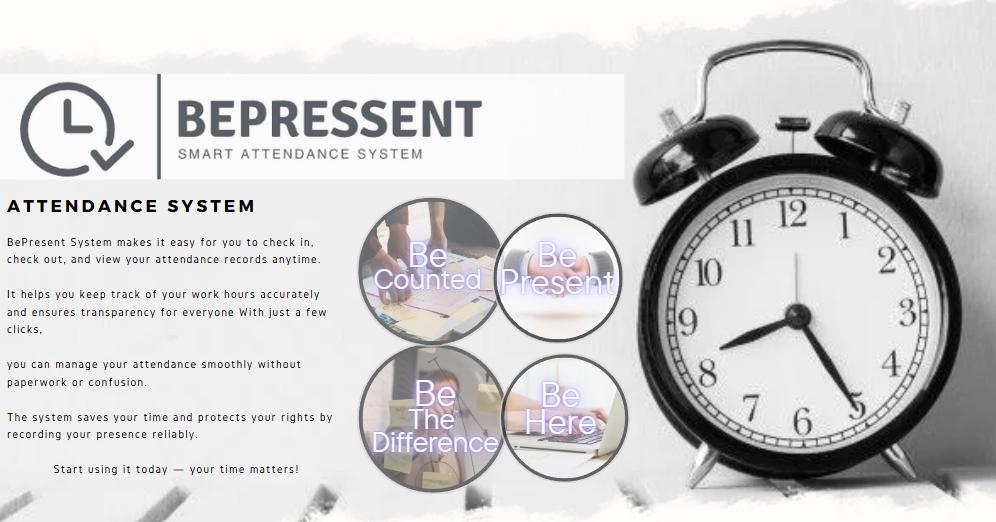 BEPRESSENT
SMART ATTENDANCE SYSTEM
ATTENDANCE SYSTEM
BePresent System makes it easy for you to check in,
check out, and view your attendance records anytime.
It helps you keep track of your work hours accurately
and ensures transparency for everyone With just a few
clicks,
you can manage your attendance smoothly without
paperwork or confusion.
The system saves your time and protects your rights by
recording your presence reliably.
Start using it today — your time matters!
Be
Counted
Be
Present
Be
The
Difference
Be
Here
12
1
2
3
4
5
6
7
8
9
10
11